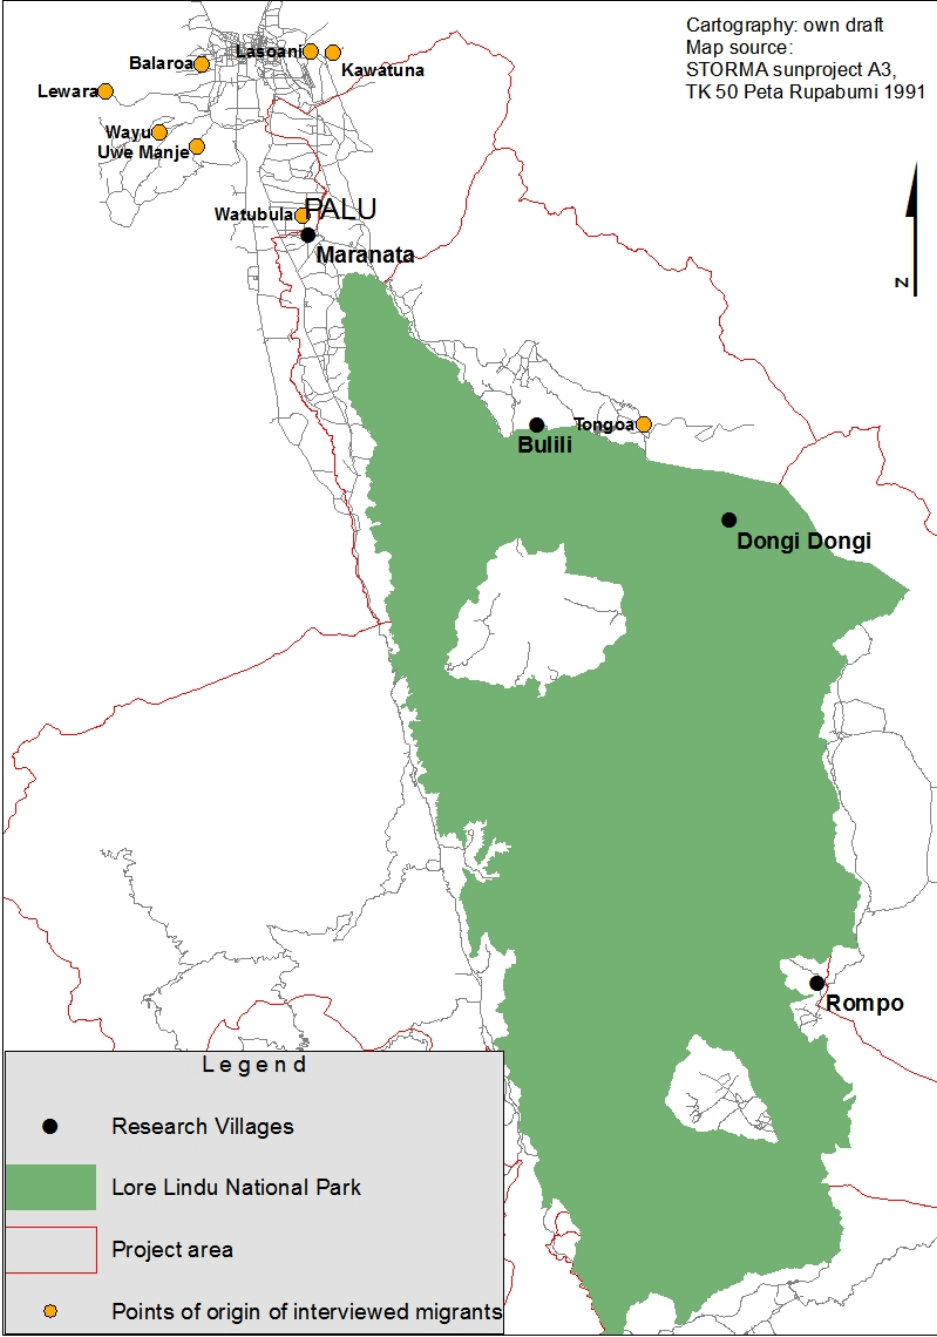 Cartography: own draft
Map source:
STORMA sunproject A3,
TK 50 Peta Rupabumi 1991
Lasoani
Kawatuna
Balaroa
Lewara
Wayu
Uwe Manje
Watubula
PALU
Maranata
N
Tongoa
Bulili
Dongi Dongi
Rompo
Legend
Research Villages
Lore Lindu National Park
Project area
Points of origin of interviewed migrants